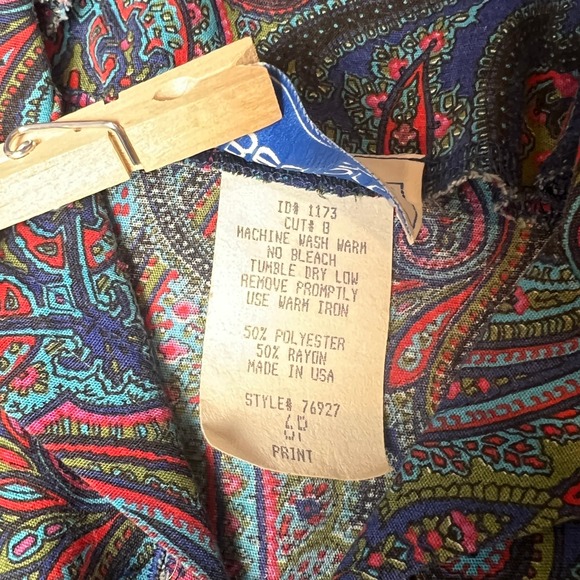 ID# 1173
CUT# B
MACHINE WASH WARM
NO BLEACH
TUMBLE DRY LOW
REMOVE PROMPTLY
USE WARM IRON
50% POLYESTER
50% RAYON
MADE IN USA
STYLE# 76927
6P
PRINT